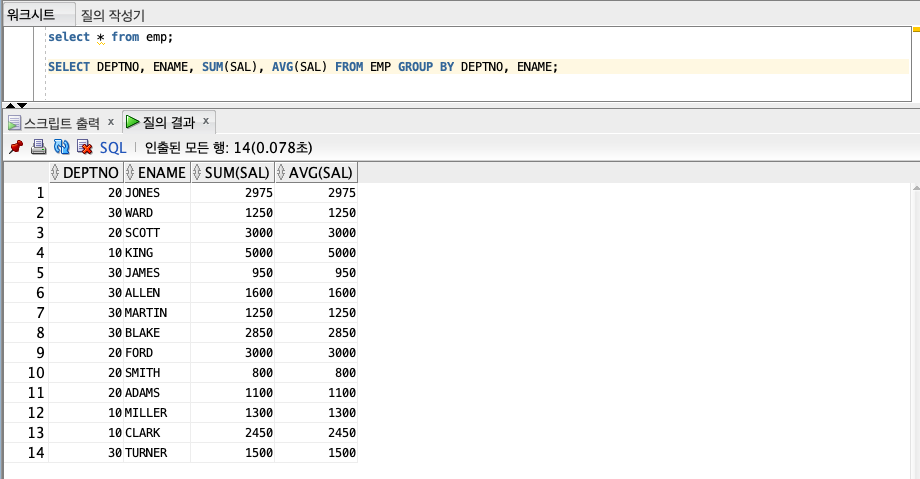 워크시트 질의 작성기
select * from emp;
SELECT DEPTNO, ENAME, SUM(SAL), AVG(SAL) FROM EMP GROUP BY DEPTNO, ENAME;
스크립트 출력 x 질의 결과 x
SQL | 인출된 모든 행: 14(0.078초)
DEPTNO ENAME SUM(SAL) AVG(SAL)
1 20 JONES 2975 2975
2 30 WARD 1250 1250
3 20 SCOTT 3000 3000
4 10 KING 5000 5000
5 30 JAMES 950 950
6 30 ALLEN 1600 1600
7 30 MARTIN 1250 1250
8 30 BLAKE 2850 2850
9 20 FORD 3000 3000
10 20 SMITH 800 800
11 20 ADAMS 1100 1100
12 10 MILLER 1300 1300
13 10 CLARK 2450 2450
14 30 TURNER 1500 1500